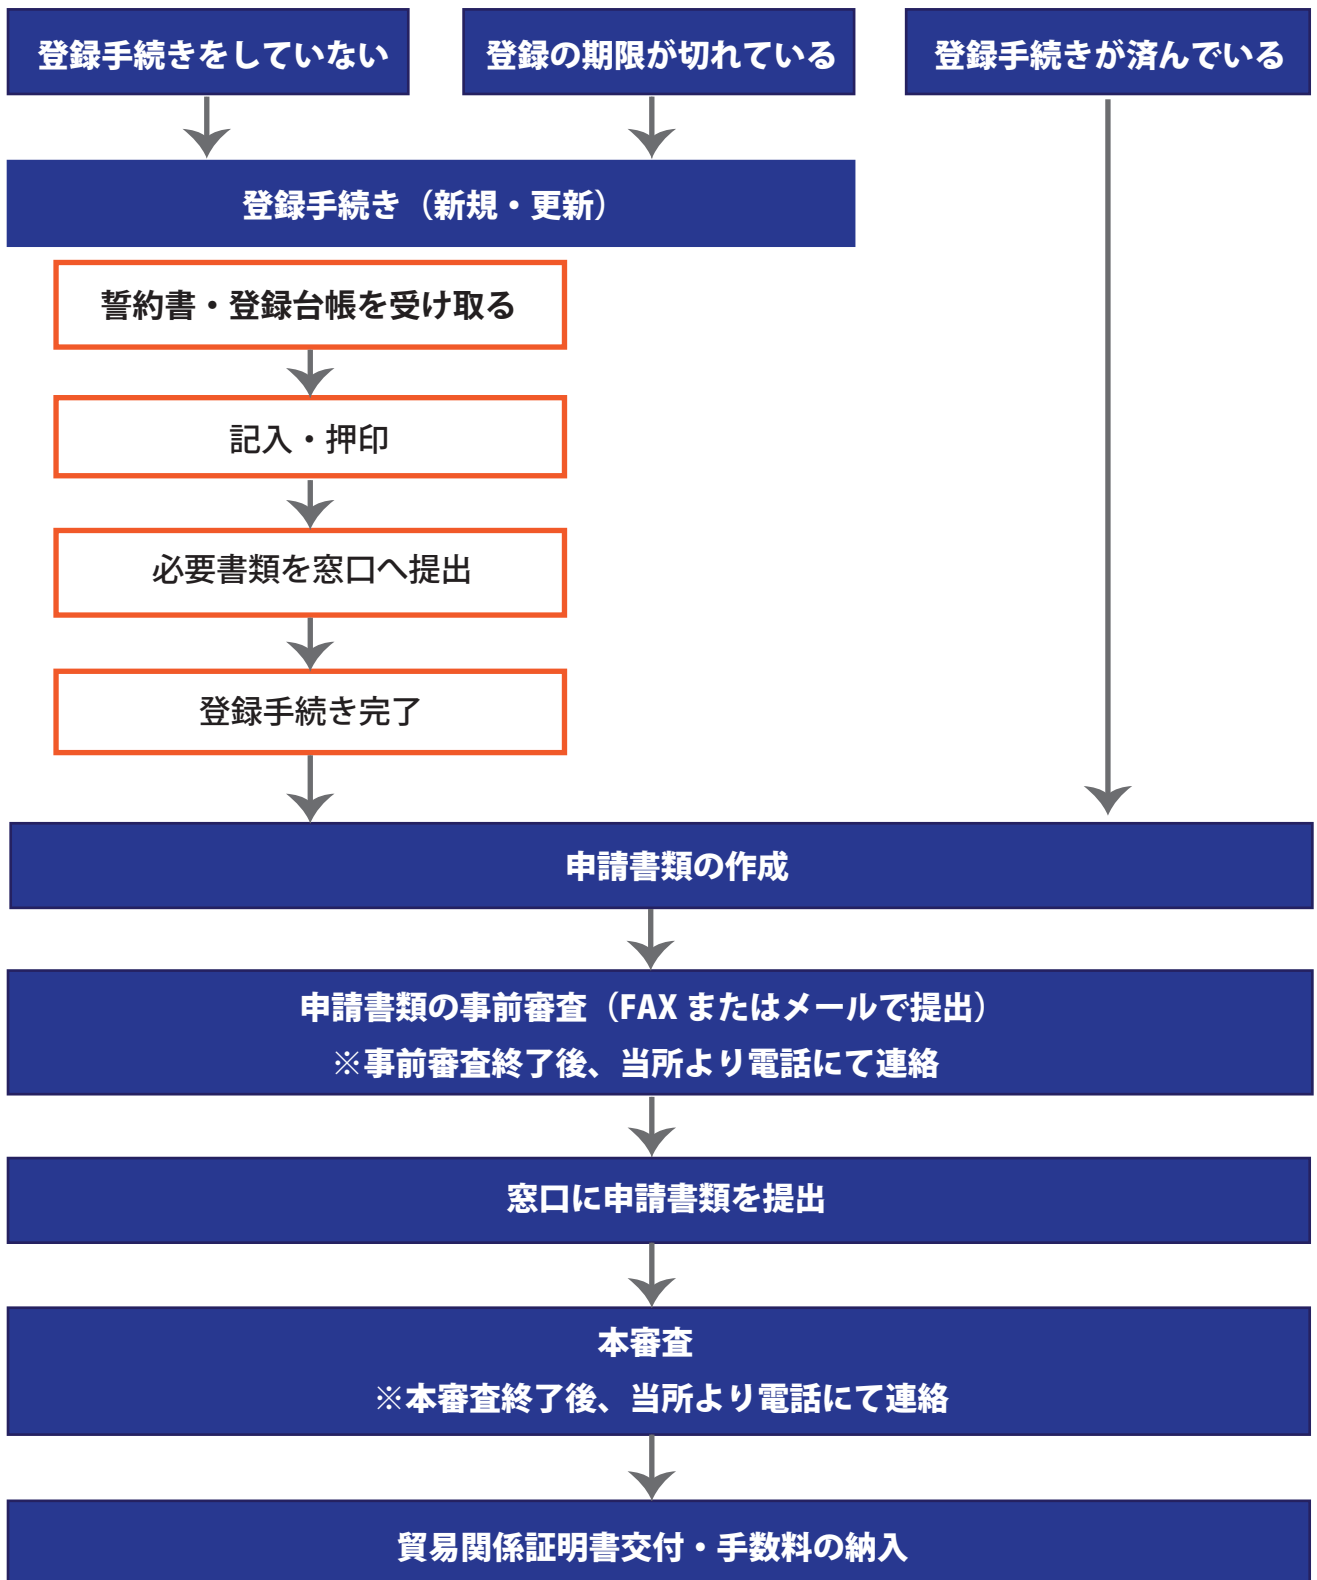 登録手続きをしていない
登録の期限が切れている
登録手続きが済んでいる
登録手続き（新規・更新）
誓約書・登録台帳を受け取る
記入・押印
必要書類を窓口へ提出
登録手続き完了
申請書類の作成
申請書類の事前審査（FAX またはメールで提出）
※事前審査終了後、当所より電話にて連絡
窓口に申請書類を提出
本審査
※本審査終了後、当所より電話にて連絡
貿易関係証明書交付・手数料の納入